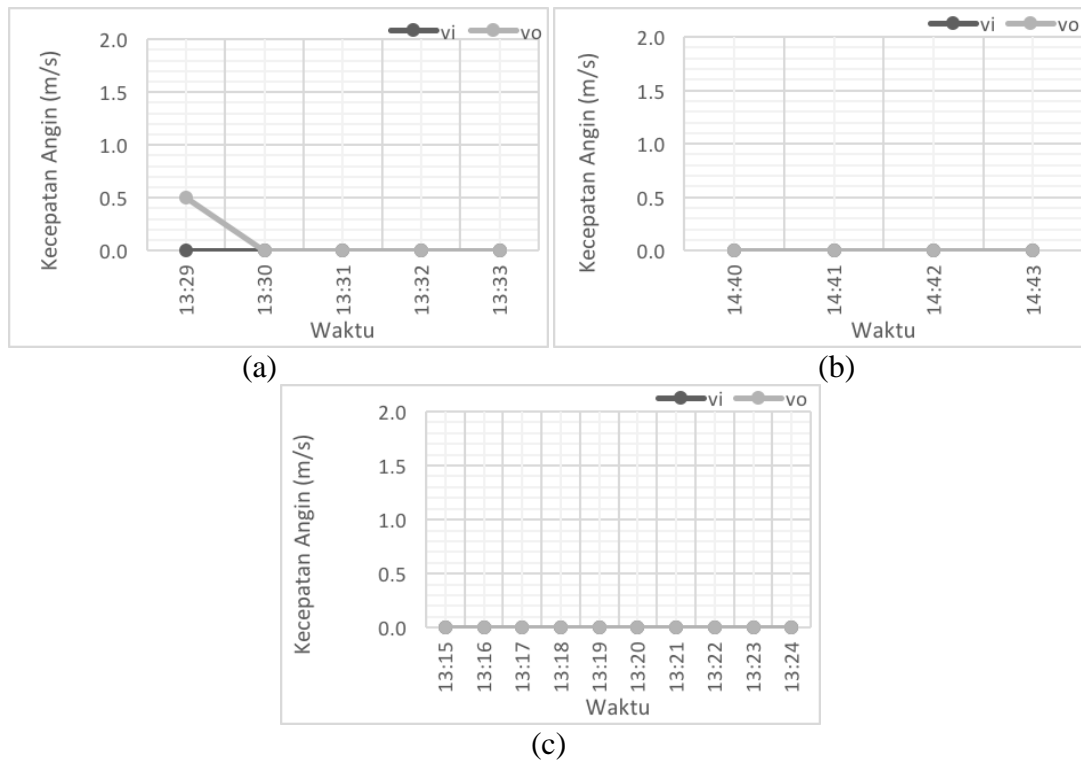 vi vo
Kecepatan Angin (m/s)
2.0
1.5
1.0
0.5
0.0
13:29 13:30 13:31 13:32 13:33
Waktu
(a)
vi vo
Kecepatan Angin (m/s)
2.0
1.5
1.0
0.5
0.0
14:40 14:41 14:42 14:43
Waktu
(b)
vi vo
Kecepatan Angin (m/s)
2.0
1.5
1.0
0.5
0.0
13:15 13:16 13:17 13:18 13:19 13:20 13:21 13:22 13:23 13:24
Waktu
(c)